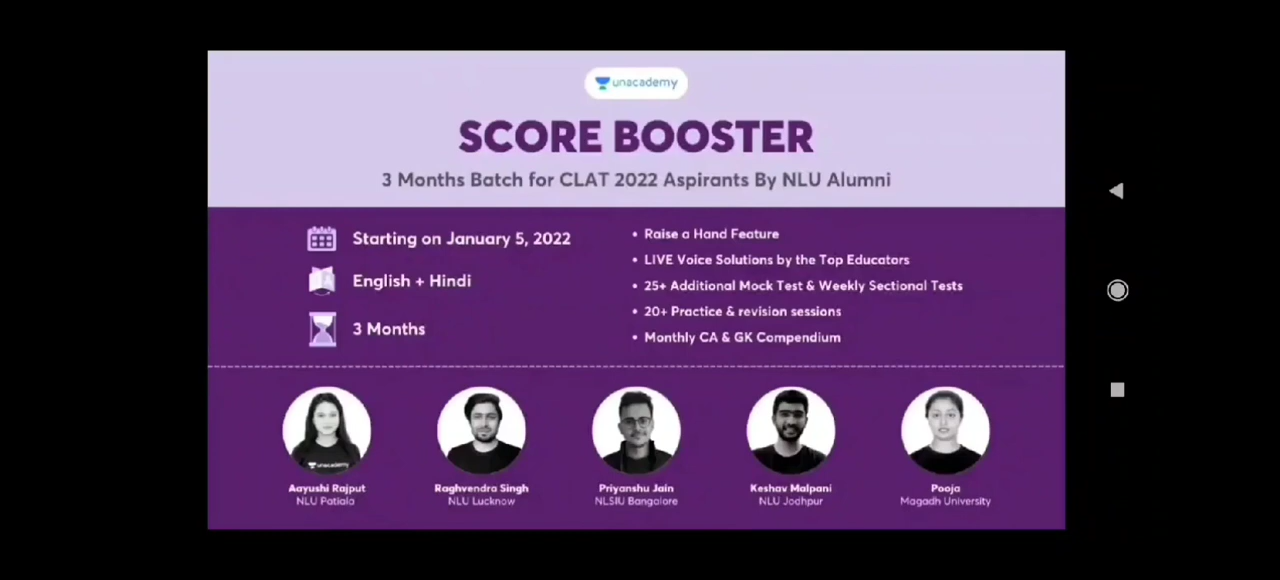 unacademy
SCORE BOOSTER
3 Months Batch for CLAT 2022 Aspirants By NLU Alumni
Starting on January 5, 2022
English + Hindi
3 Months
• Raise a Hand Feature
• LIVE Voice Solutions by the Top Educators
• 25+ Additional Mock Test & Weekly Sectional Tests
• 20+ Practice & revision sessions
• Monthly CA & GK Compendium
unacademy
Aayushi Rajput
NLU Patiala
Raghvendra Singh
NLU Lucknow
Priyanshu Jain
NLSIU Bangalore
Keshav Malpani
NLU Jodhpur
Pooja
Magadh University